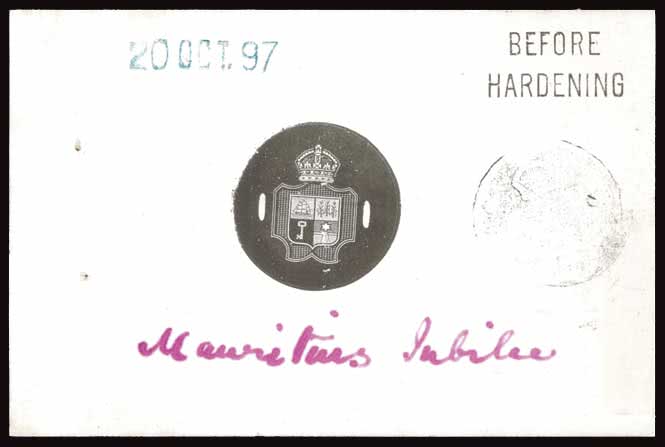 20 OCT. 97
BEFORE
HARDENING
Mauritius Jubilee